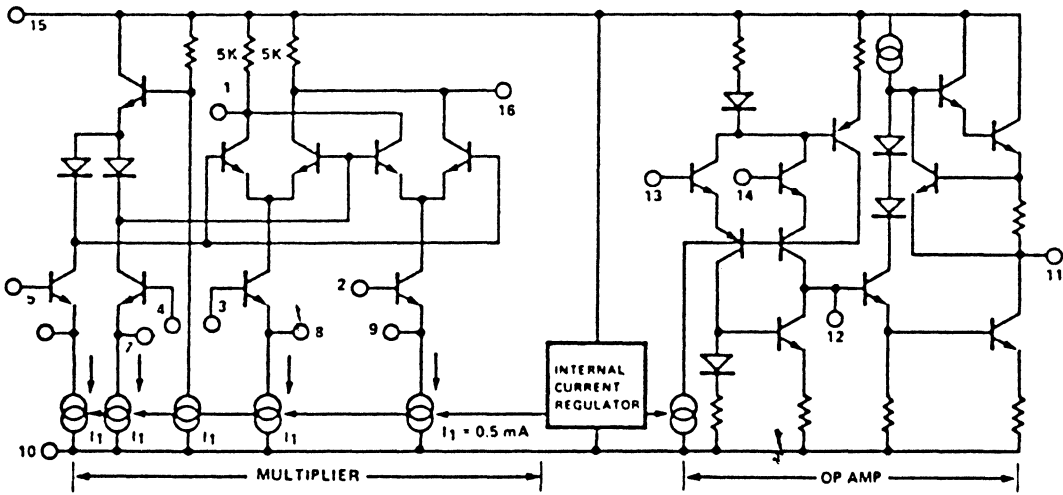 15
5K 5K
1
16
13
14
5
4
3
2
12
11
7
8
9
INTERNAL
CURRENT
REGULATOR
I1 I1 I1 I1 I1 = 0.5 mA
10
MULTIPLIER
OP AMP